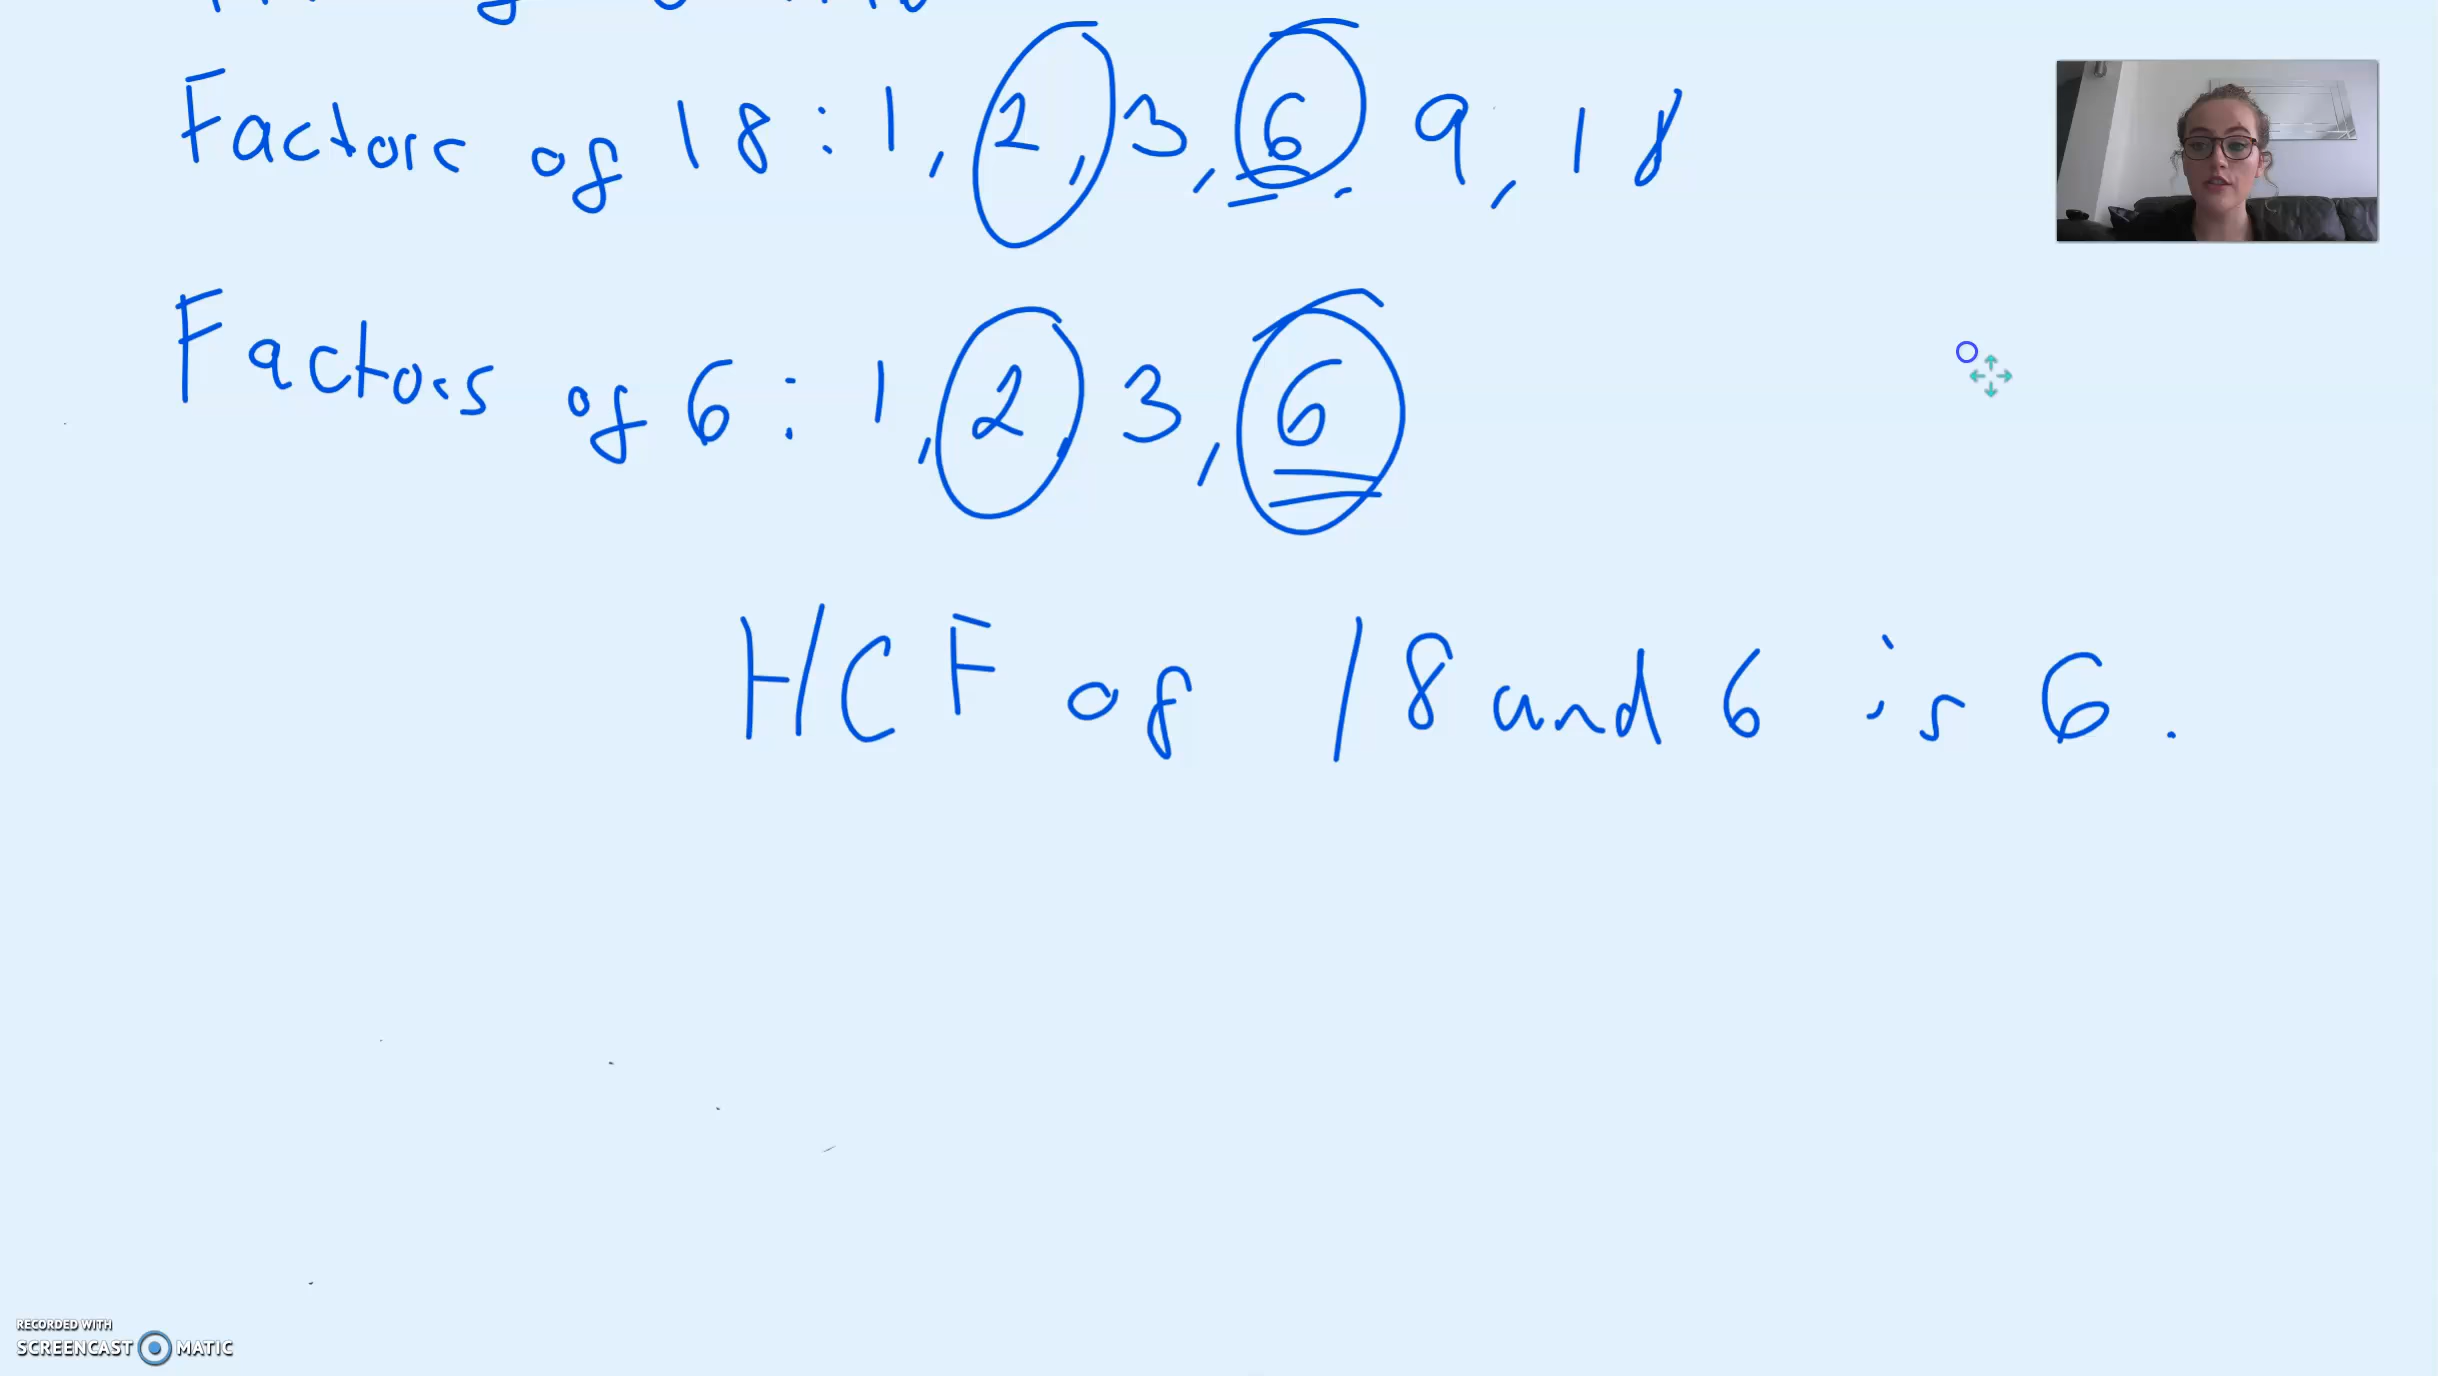 Factors of 18 : 1, 2, 3, 6, 9, 18
Factors of 6 : 1, 2, 3, 6
HCF of 18 and 6 is 6.
RECORDED WITH
SCREENCAST MATIC